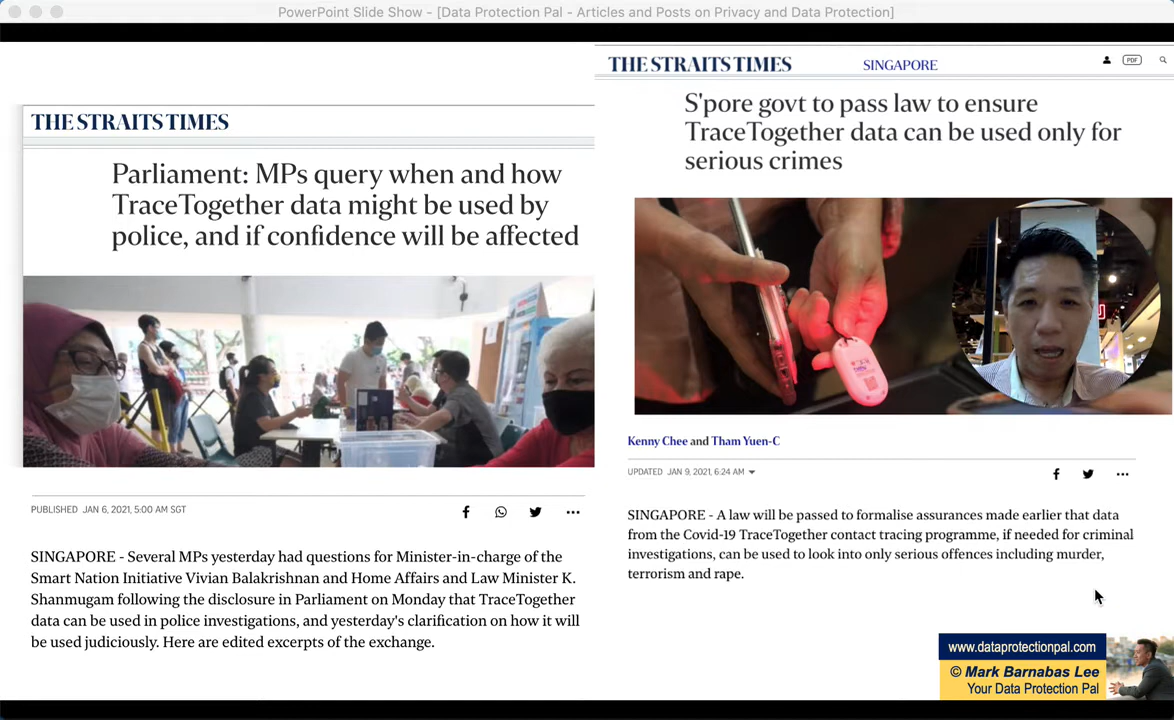 PowerPoint Slide Show - [Data Protection Pal - Articles and Posts on Privacy and Data Protection]
THE STRAITS TIMES
Parliament: MPs query when and how
TraceTogether data might be used by
police, and if confidence will be affected
PUBLISHED JAN 6, 2021, 5:00 AM SGT
SINGAPORE - Several MPs yesterday had questions for Minister-in-charge of the
Smart Nation Initiative Vivian Balakrishnan and Home Affairs and Law Minister K.
Shanmugam following the disclosure in Parliament on Monday that TraceTogether
data can be used in police investigations, and yesterday's clarification on how it will
be used judiciously. Here are edited excerpts of the exchange.
THE STRAITS TIMES
SINGAPORE
PDF
S'pore govt to pass law to ensure
TraceTogether data can be used only for
serious crimes
Kenny Chee and Tham Yuen-C
UPDATED JAN 9, 2021, 6:24 AM
SINGAPORE - A law will be passed to formalise assurances made earlier that data
from the Covid-19 TraceTogether contact tracing programme, if needed for criminal
investigations, can be used to look into only serious offences including murder,
terrorism and rape.
www.dataprotectionpal.com
© Mark Barnabas Lee
Your Data Protection Pal